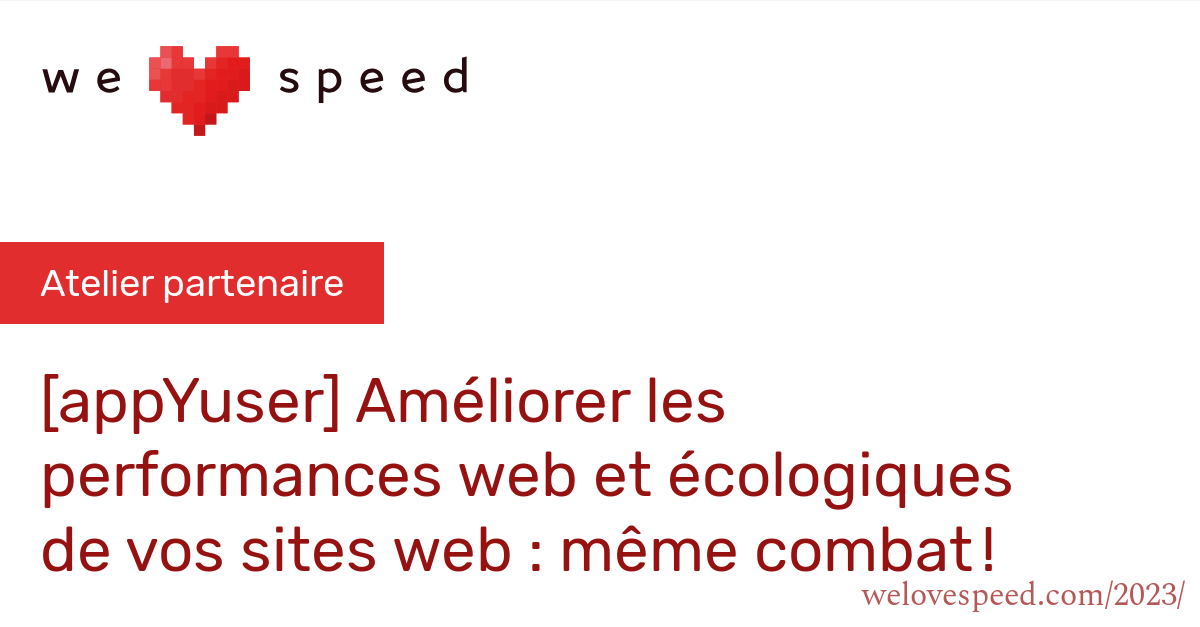 we speed
Atelier partenaire
[appYuser] Améliorer les
performances web et écologiques
de vos sites web : même combat !
welovespeed.com/2023/